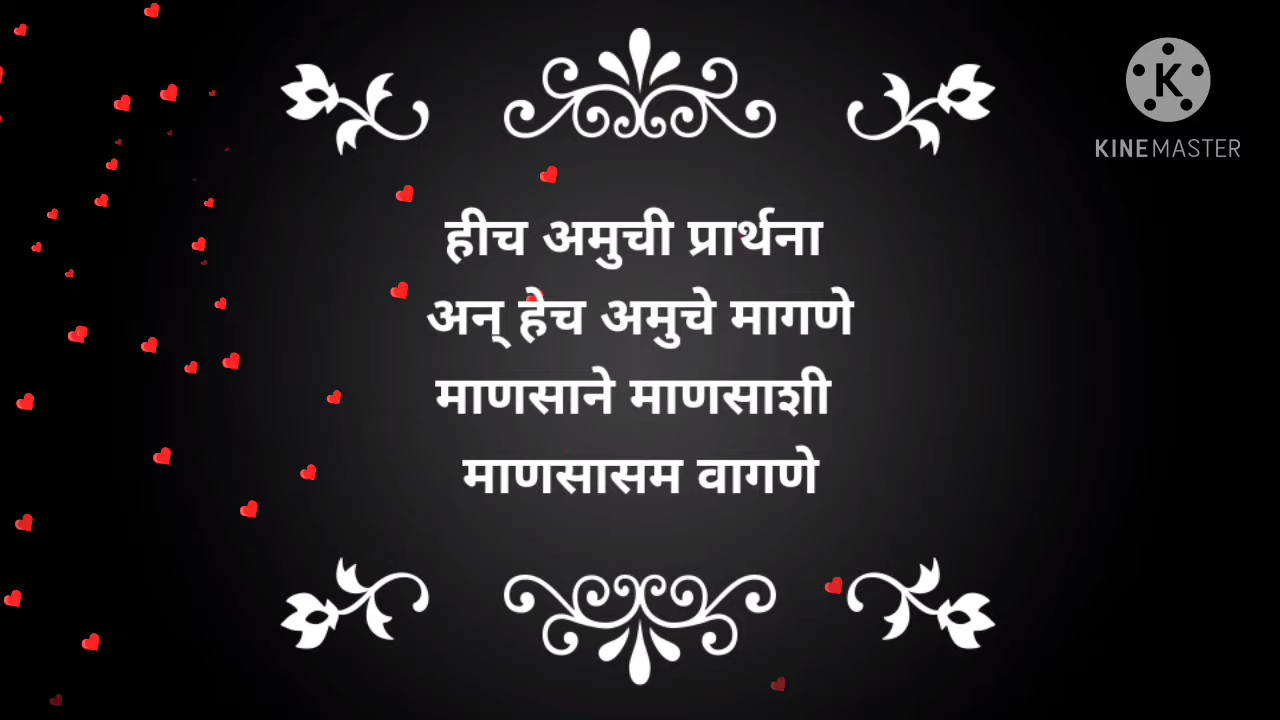 KINEMASTER
हीच अमुची प्रार्थना
अन् हेच अमुचे मागणे
माणसाने माणसाशी
माणसासम वागणे